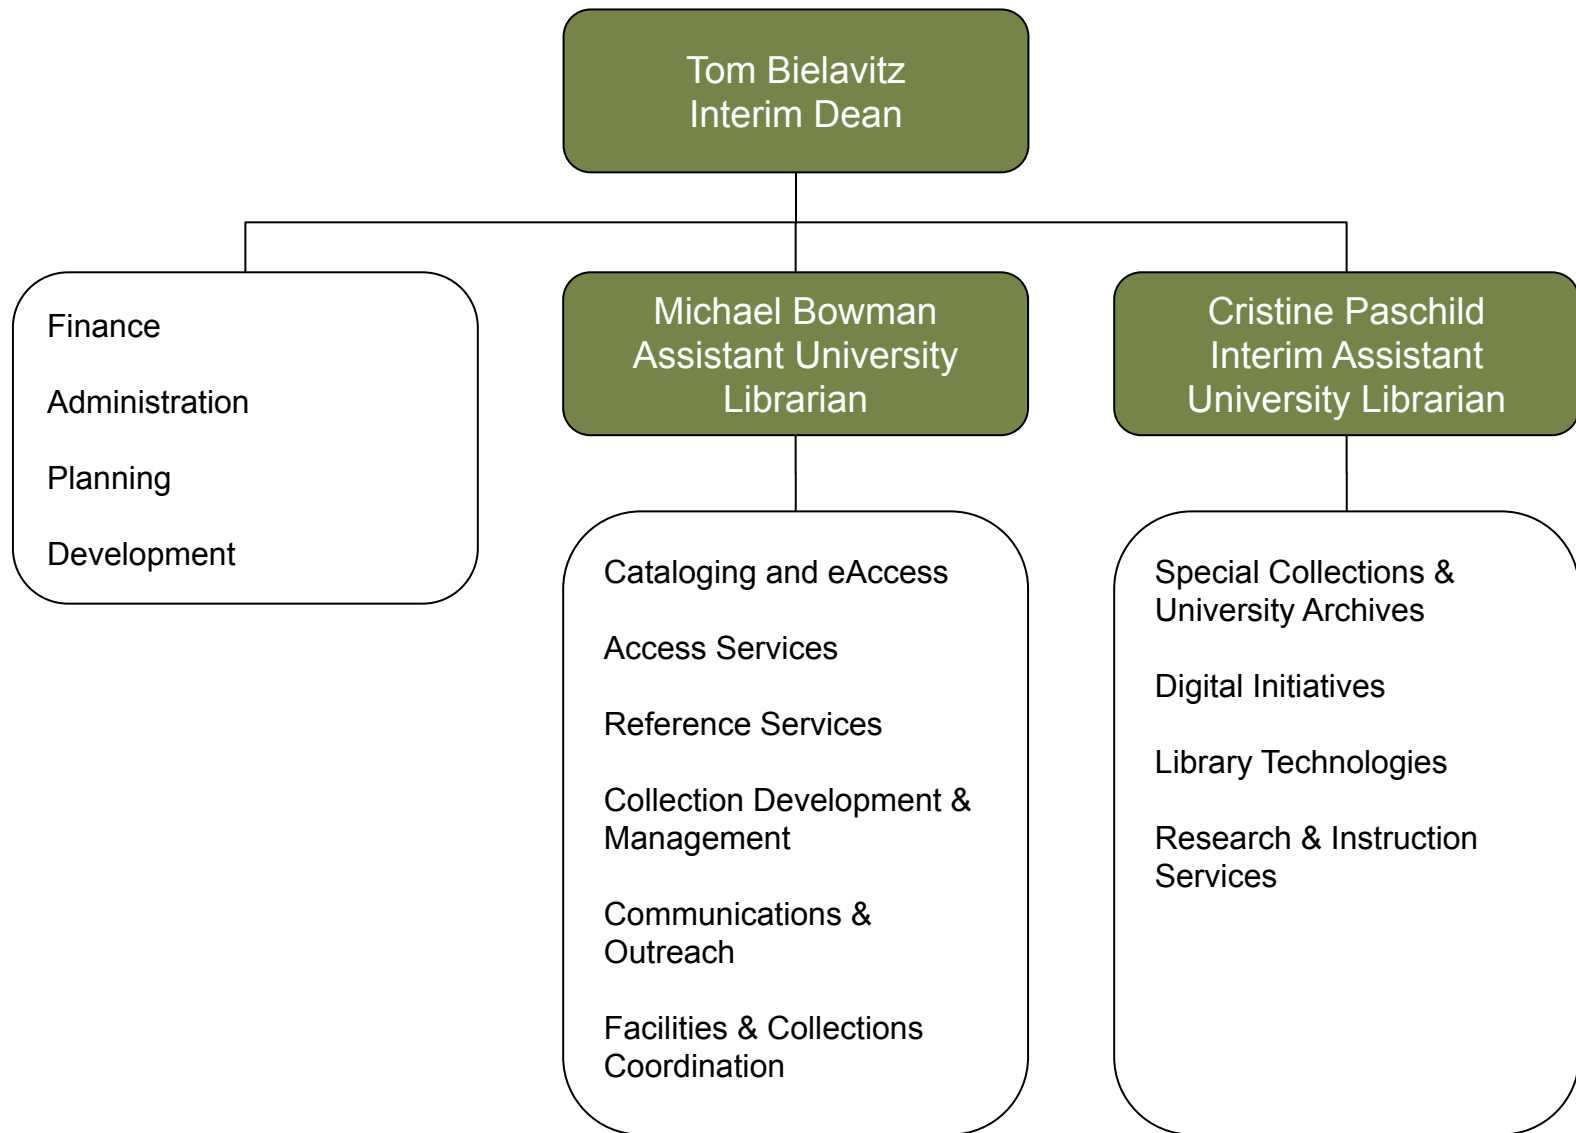 Tom Bielavitz
Interim Dean
Finance
Administration
Planning
Development
Michael Bowman
Assistant University
Librarian
Cataloging and eAccess
Access Services
Reference Services
Collection Development &
Management
Communications &
Outreach
Facilities & Collections
Coordination
Cristine Paschild
Interim Assistant
University Librarian
Special Collections &
University Archives
Digital Initiatives
Library Technologies
Research & Instruction
Services